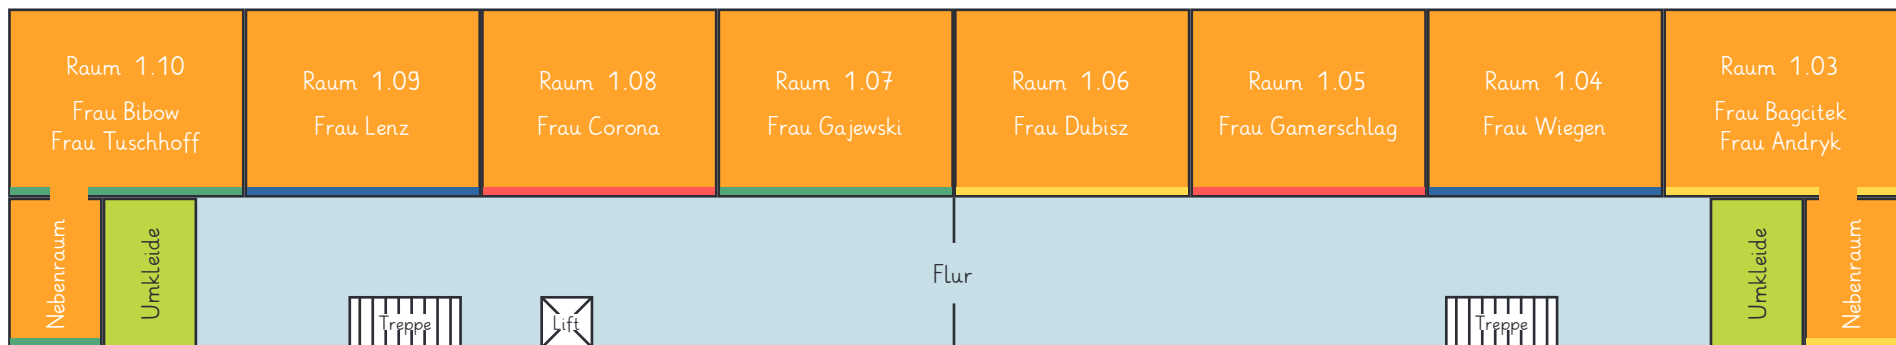 Raum 1.10
Frau Bibow
Frau Tuschhoff
Raum 1.09
Frau Lenz
Raum 1.08
Frau Corona
Raum 1.07
Frau Gajewski
Raum 1.06
Frau Dubisz
Raum 1.05
Frau Gamerschlag
Raum 1.04
Frau Wiegen
Raum 1.03
Frau Bagcitek
Frau Andryk
Nebenraum
Umkleide
Treppe
Lift
Flur
Treppe
Umkleide
Nebenraum